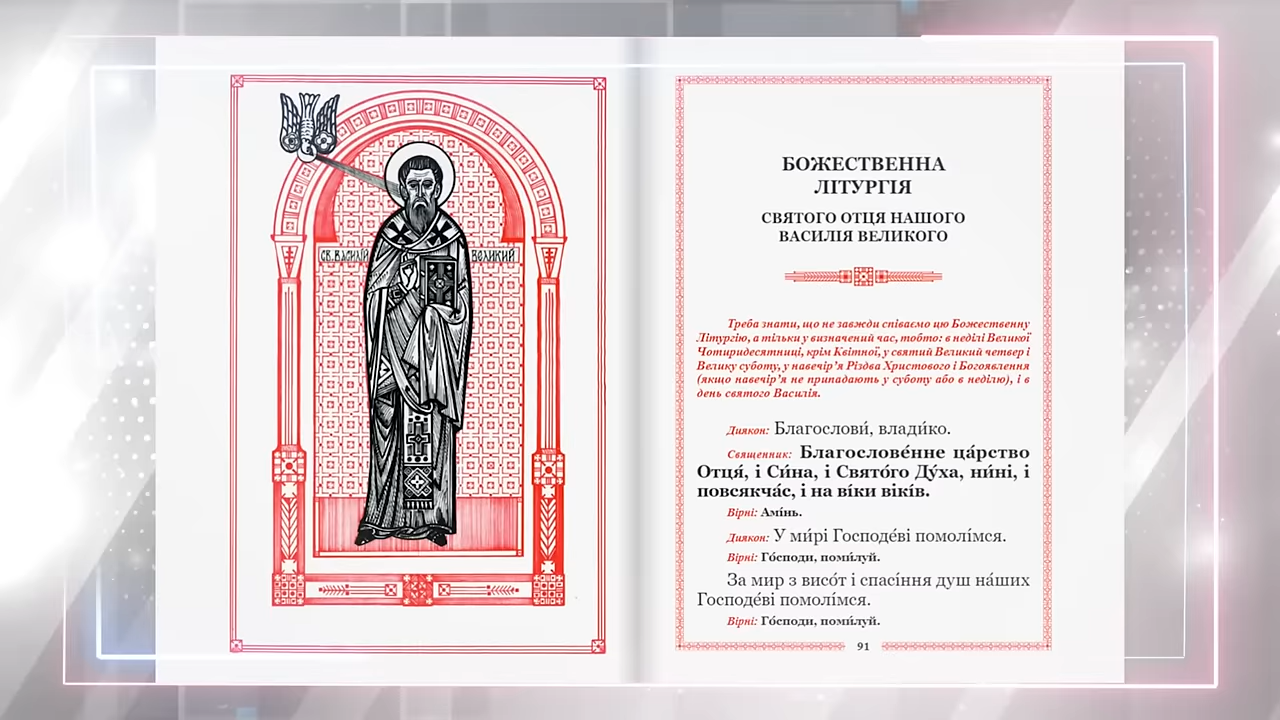 СВ. ВАСИЛІЙ ВЕЛИКИЙ
БОЖЕСТВЕННА
ЛІТУРГІЯ
СВЯТОГО ОТЦЯ НАШОГО
ВАСИЛІЯ ВЕЛИКОГО
Треба знати, що не завжди співаємо цю Божественну
Літургію, а тільки у визначений час, тобто: в неділі Великої
Чотиридесятниці, крім Квітної, у святий Великий четвер і
Велику суботу, у навечір’я Різдва Христового і Богоявлення
(якщо навечір’я не припадають у суботу або в неділю), і в
день святого Василія.
Диякон: Благослови́, влади́ко.
Священник: Благослове́нне ца́рство
Отця́, і Си́на, і Свято́го Ду́ха, ни́ні, і
повсякча́с, і на ві́ки вікі́в.
Вірні: Амі́нь.
Диякон: У ми́рі Господе́ві помолі́мся.
Вірні: Го́споди, поми́луй.
За мир з висо́т і спасі́ння душ на́ших
Господе́ві помолі́мся.
Вірні: Го́споди, поми́луй.
91